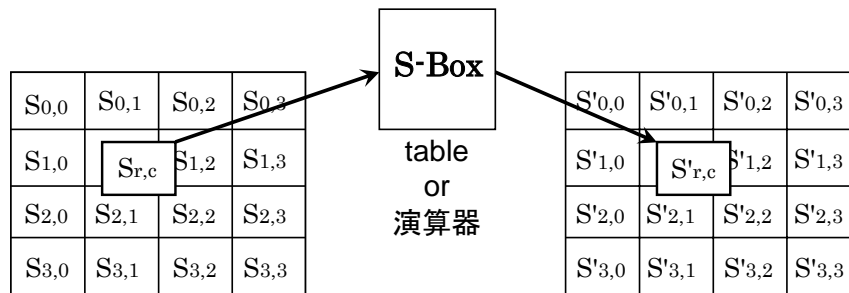 S-Box
table
or
演算器
S0,0 S0,1 S0,2 S0,3
S1,0 Sr,c S1,2 S1,3
S2,0 S2,1 S2,2 S2,3
S3,0 S3,1 S3,2 S3,3
S'0,0 S'0,1 S'0,2 S'0,3
S'1,0 S'r,c S'1,2 S'1,3
S'2,0 S'2,1 S'2,2 S'2,3
S'3,0 S'3,1 S'3,2 S'3,3